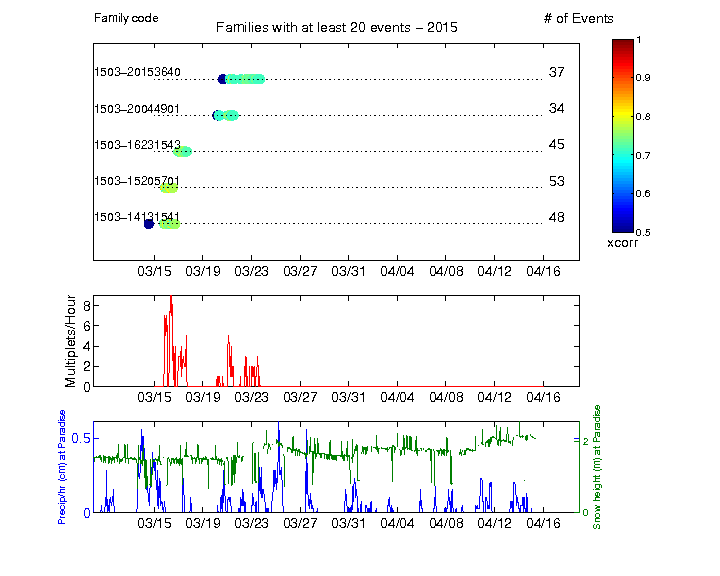 Family code
Families with at least 20 events − 2015
# of Events
1503−20153640 37
1503−20044901 34
1503−16231543 45
1503−15205701 53
1503−14131541 48
03/15 03/19 03/23 03/27 03/31 04/04 04/08 04/12 04/16
1
0.9
0.8
0.7
0.6
0.5
xcorr
Multiplets/Hour
8
6
4
2
0
03/15 03/19 03/23 03/27 03/31 04/04 04/08 04/12 04/16
Precip/hr (cm) at Paradise
0.5
0
2
0
Snow height (m) at Paradise
03/15 03/19 03/23 03/27 03/31 04/04 04/08 04/12 04/16